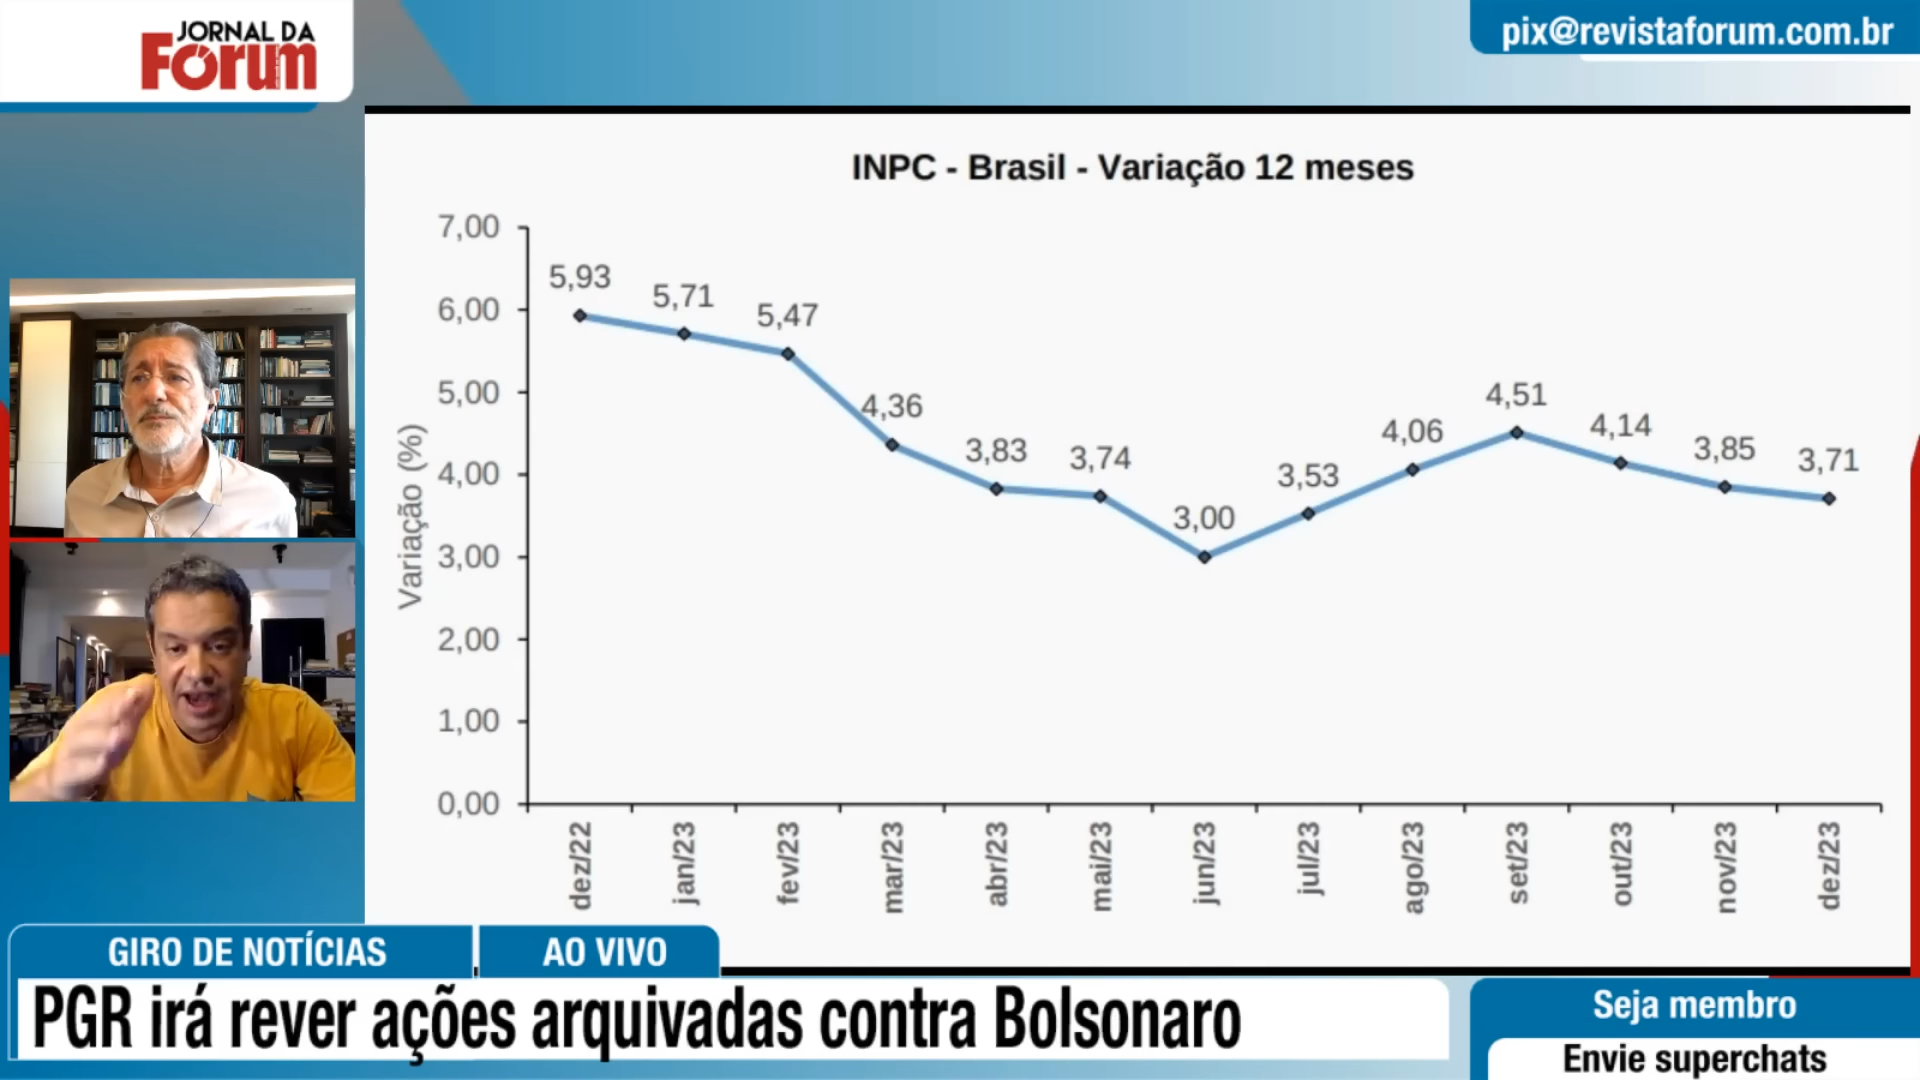 JORNAL DA
Fórum
pix@revistaforum.com.br
INPC - Brasil - Variação 12 meses
Variação (%)
7,00
6,00
5,00
4,00
3,00
2,00
1,00
0,00
5,93
5,71
5,47
4,36
3,83
3,74
3,00
3,53
4,06
4,51
4,14
3,85
3,71
dez/22
jan/23
fev/23
mar/23
abr/23
mai/23
jun/23
jul/23
ago/23
set/23
out/23
nov/23
dez/23
GIRO DE NOTÍCIAS
AO VIVO
PGR irá rever ações arquivadas contra Bolsonaro
Seja membro
Envie superchats